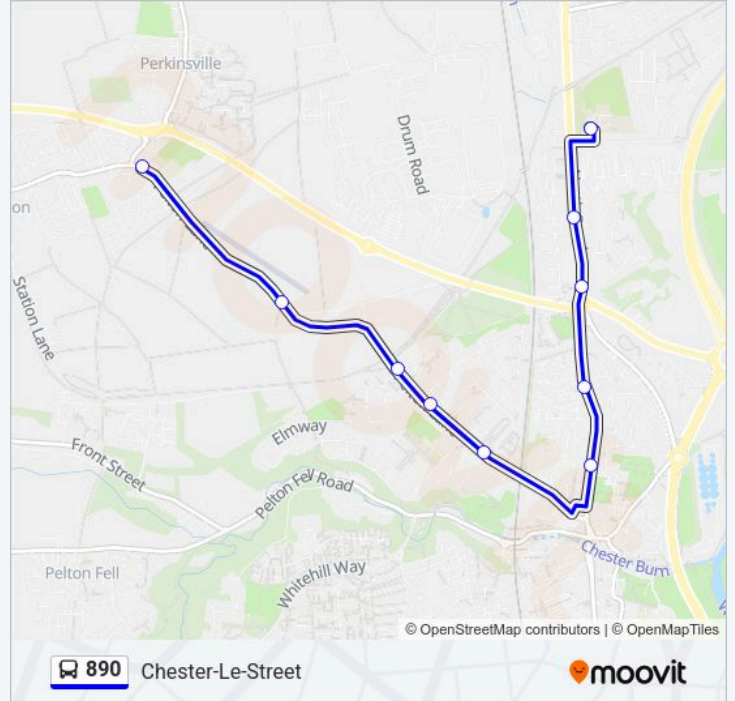 Perkinsville
Drum Road
on
Station Lane
Elmway
Front Street
Pelton Fell Road
Pelton Fell
Whitehill Way
Chester Burn
© OpenStreetMap contributors | © OpenMapTiles
890 Chester-Le-Street
moovit